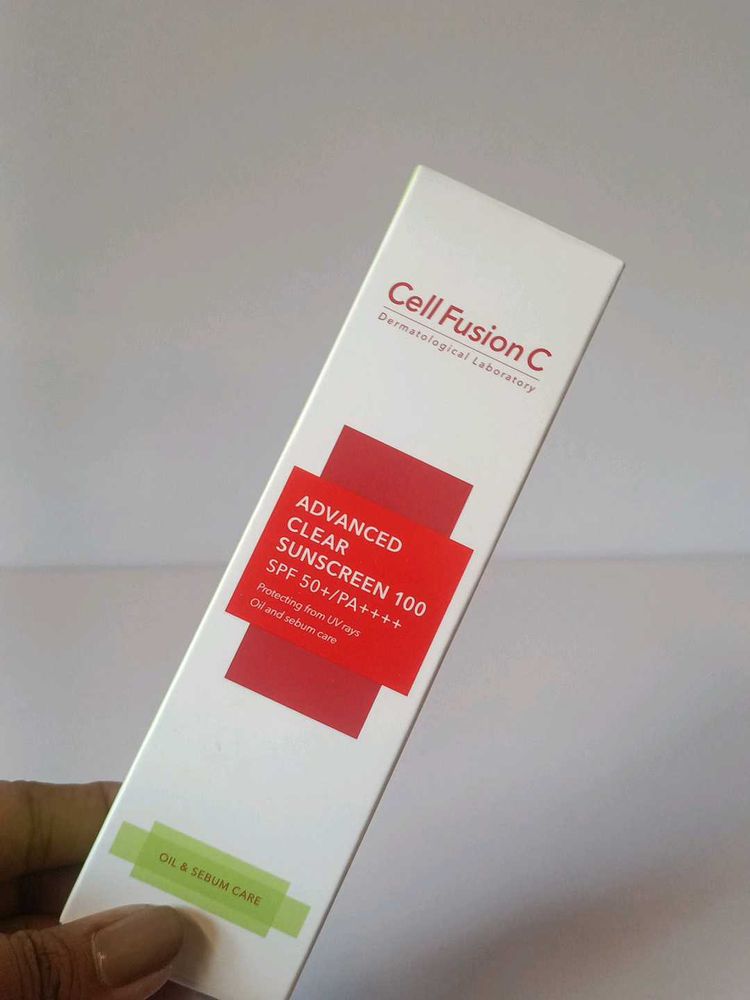 Cell Fusion C
Dermatological Laboratory
ADVANCED
CLEAR
SUNSCREEN 100
SPF 50+/PA++++
Protecting from UV rays
Oil and sebum care
OIL & SEBUM CARE